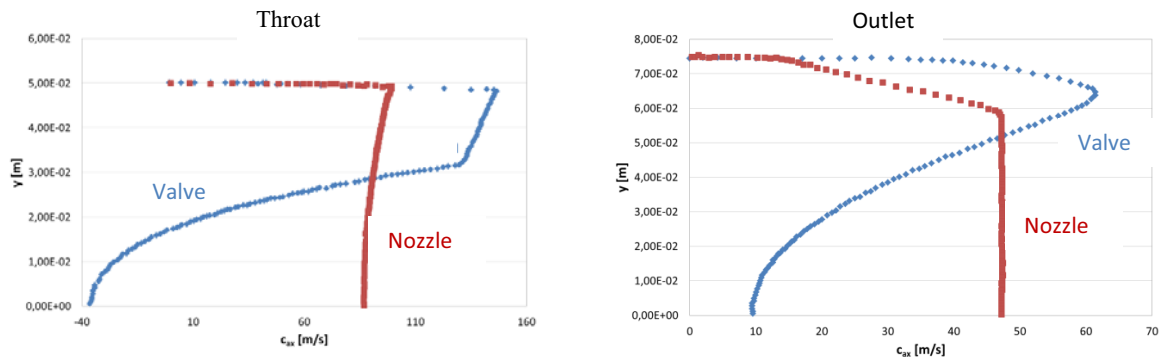 Throat
6,00E-02
5,00E-02
4,00E-02
3,00E-02
2,00E-02
1,00E-02
0,00E+00
y [m]
-40 10 60 110 160
c_ax [m/s]
Valve
Nozzle
Outlet
8,00E-02
7,00E-02
6,00E-02
5,00E-02
4,00E-02
3,00E-02
2,00E-02
1,00E-02
0,00E+00
y [m]
0 10 20 30 40 50 60 70
c_ax [m/s]
Valve
Nozzle